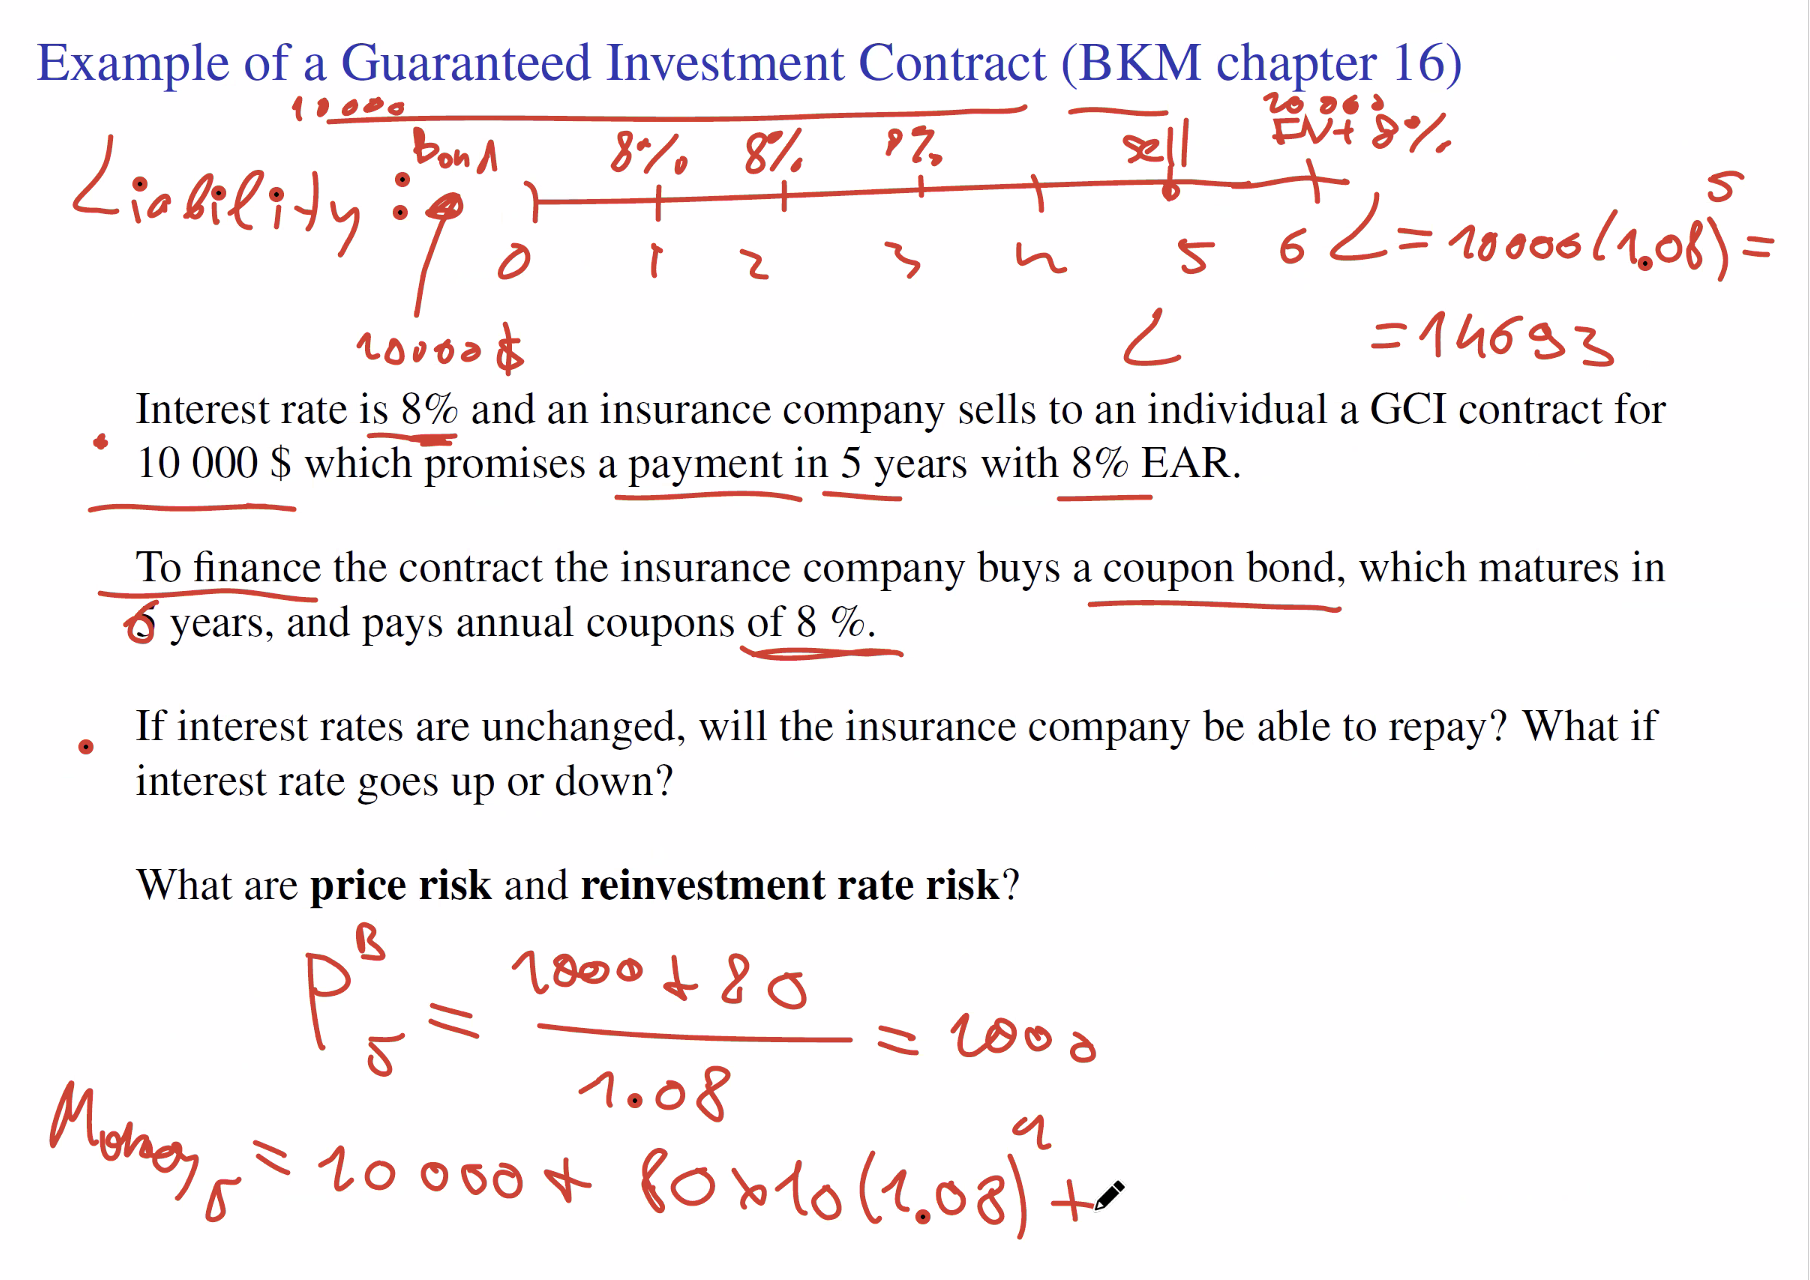 Example of a Guaranteed Investment Contract (BKM chapter 16)
10000
Bond 8% 8% 8% sell 10000
FV+ 8%
Liability :
0 1 2 3 4 5 6
L = 10000(1.08)^5 =
10000$ L = 14693
Interest rate is 8% and an insurance company sells to an individual a GCI contract for
10 000 $ which promises a payment in 5 years with 8% EAR.
To finance the contract the insurance company buys a coupon bond, which matures in
6 years, and pays annual coupons of 8 %.
If interest rates are unchanged, will the insurance company be able to repay? What if
interest rate goes up or down?
What are price risk and reinvestment rate risk?
P^B_5 = (1000 + 80) / 1.08 = 1000
Money_5 = 10 000 + 80×10(1.08)^4 +